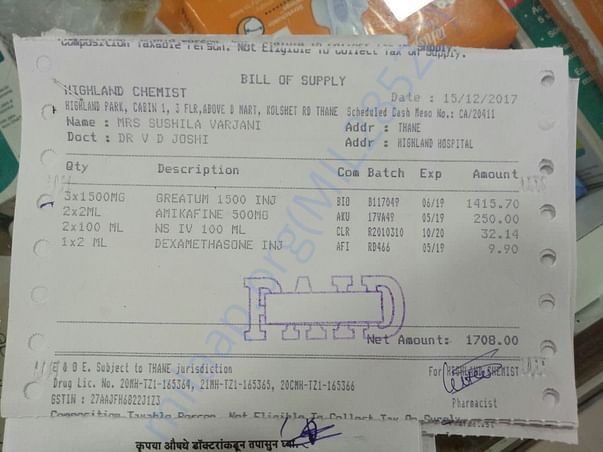 Composition Taxable Person. Not Eligible To Collect Tax On Supply.
BILL OF SUPPLY
HIGHLAND CHEMIST
Date : 15/12/2017
HIGHLAND PARK, CABIN 1, 3 FLR,ABOVE D MART, KOLSHET RD THANE Scheduled Cash Memo No.: CA/20411
Name : MRS SUSHILA VARJANI Addr : THANE
Doct : DR V D JOSHI Addr : HIGHLAND HOSPITAL
Qty Description Com Batch Exp Amount
3x1500MG GREATUM 1500 INJ BIO B117049 06/19 1415.70
2x2ML AMIKAFINE 500MG AKU 17VA49 05/19 250.00
2x100 ML NS IV 100 ML CLR R2010310 10/20 32.14
1x2 ML DEXAMETHASONE INJ AFI RD466 05/19 9.90
PAID
Net Amount: 1708.00
E & O E. Subject to THANE jurisdiction For HIGHLAND CHEMIST
Drug Lic. No. 20MH-TZ1-165364, 21MH-TZ1-165365, 20CMH-TZ1-165366
GSTIN : 27AAJFH6822J1Z3 Pharmacist
Composition Taxable Person. Not Eligible To Collect Tax On Supply
कृपया औषधे डॉक्टरांकडून तपासुन घ्या.